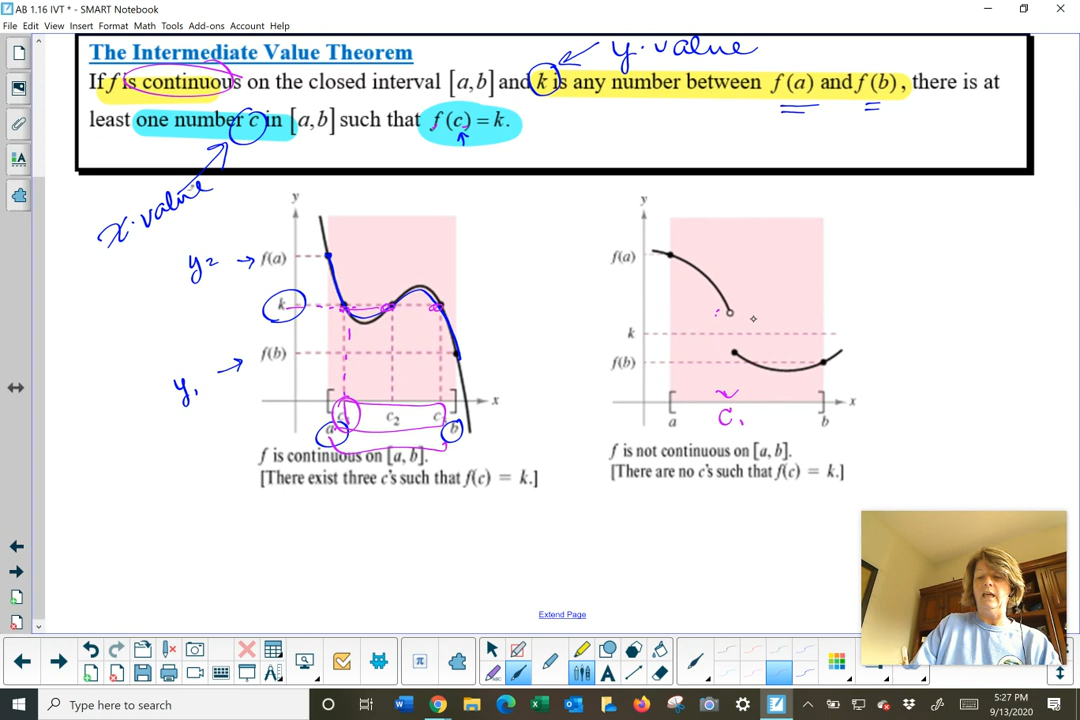 AB 1.16 IVT * - SMART Notebook
File Edit View Insert Format Math Tools Add-ons Account Help
The Intermediate Value Theorem
y-value
If f is continuous on the closed interval [a,b] and k is any number between f(a) and f(b), there is at
least one number c in [a,b] such that f(c) = k.
x-value
y
y2 → f(a)
k
y1 → f(b)
x
a c1 c2 c b
f is continuous on [a, b].
[There exist three c's such that f(c) = k.]
y
f(a)
k
f(b)
x
a C1 b
f is not continuous on [a, b].
[There are no c's such that f(c) = k.]
Extend Page
Type here to search
5:27 PM
9/13/2020